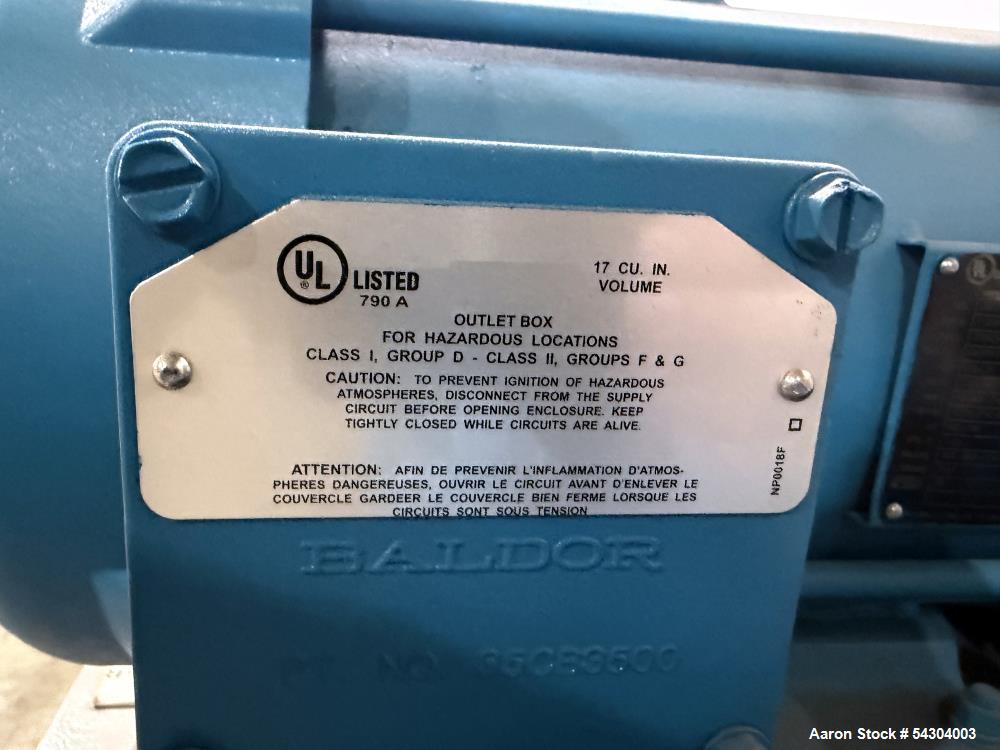 UL
®
LISTED
790 A
17 CU. IN.
VOLUME
OUTLET BOX
FOR HAZARDOUS LOCATIONS
CLASS I, GROUP D - CLASS II, GROUPS F & G
CAUTION: TO PREVENT IGNITION OF HAZARDOUS
ATMOSPHERES, DISCONNECT FROM THE SUPPLY
CIRCUIT BEFORE OPENING ENCLOSURE. KEEP
TIGHTLY CLOSED WHILE CIRCUITS ARE ALIVE.
NP0018F
ATTENTION: AFIN DE PREVENIR L'INFLAMMATION D'ATMOS-
PHERES DANGEREUSES, OUVRIR LE CIRCUIT AVANT D'ENLEVER LE
COUVERCLE GARDEER LE COUVERCLE BIEN FERME LORSQUE LES
CIRCUITS SONT SOUS TENSION
BALDOR
PT. NO.
Aaron Stock # 54304003